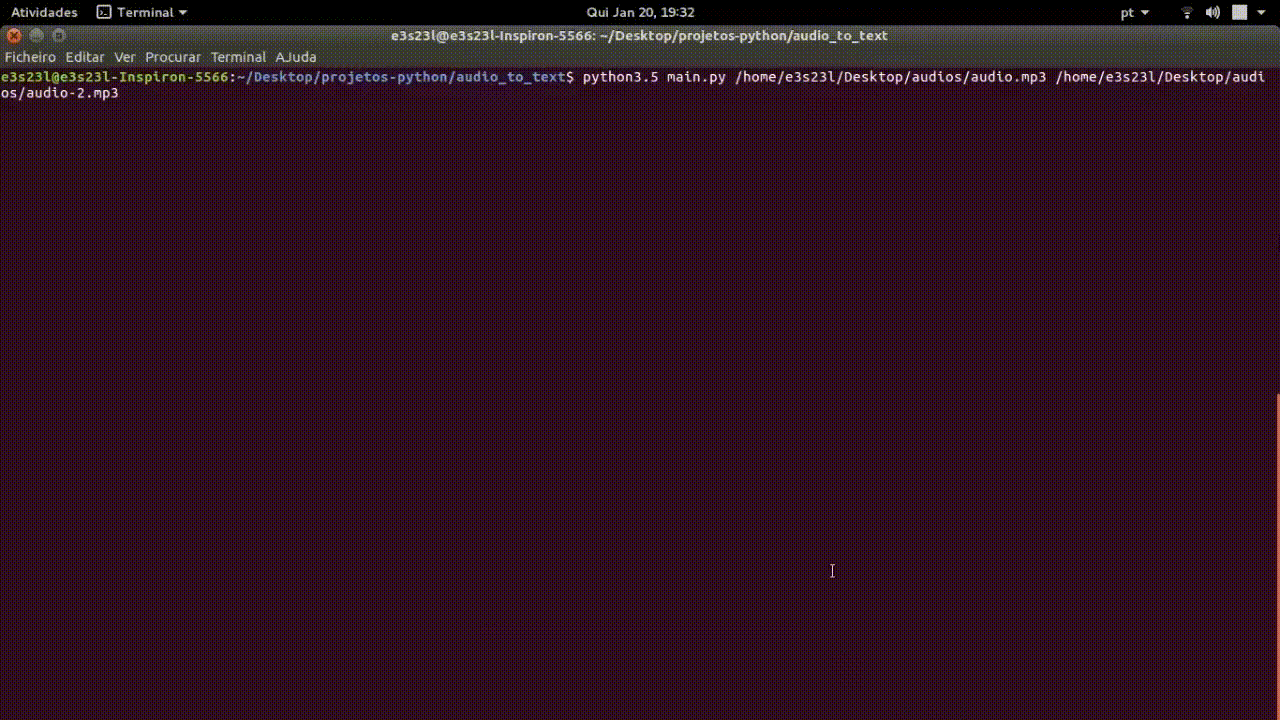 Atividades Terminal Qui Jan 20, 19:32 pt
e3s23l@e3s23l-Inspiron-5566: ~/Desktop/projetos-python/audio_to_text
Ficheiro Editar Ver Procurar Terminal AJuda
e3s23l@e3s23l-Inspiron-5566:~/Desktop/projetos-python/audio_to_text$ python3.5 main.py /home/e3s23l/Desktop/audios/audio.mp3 /home/e3s23l/Desktop/audi
os/audio-2.mp3